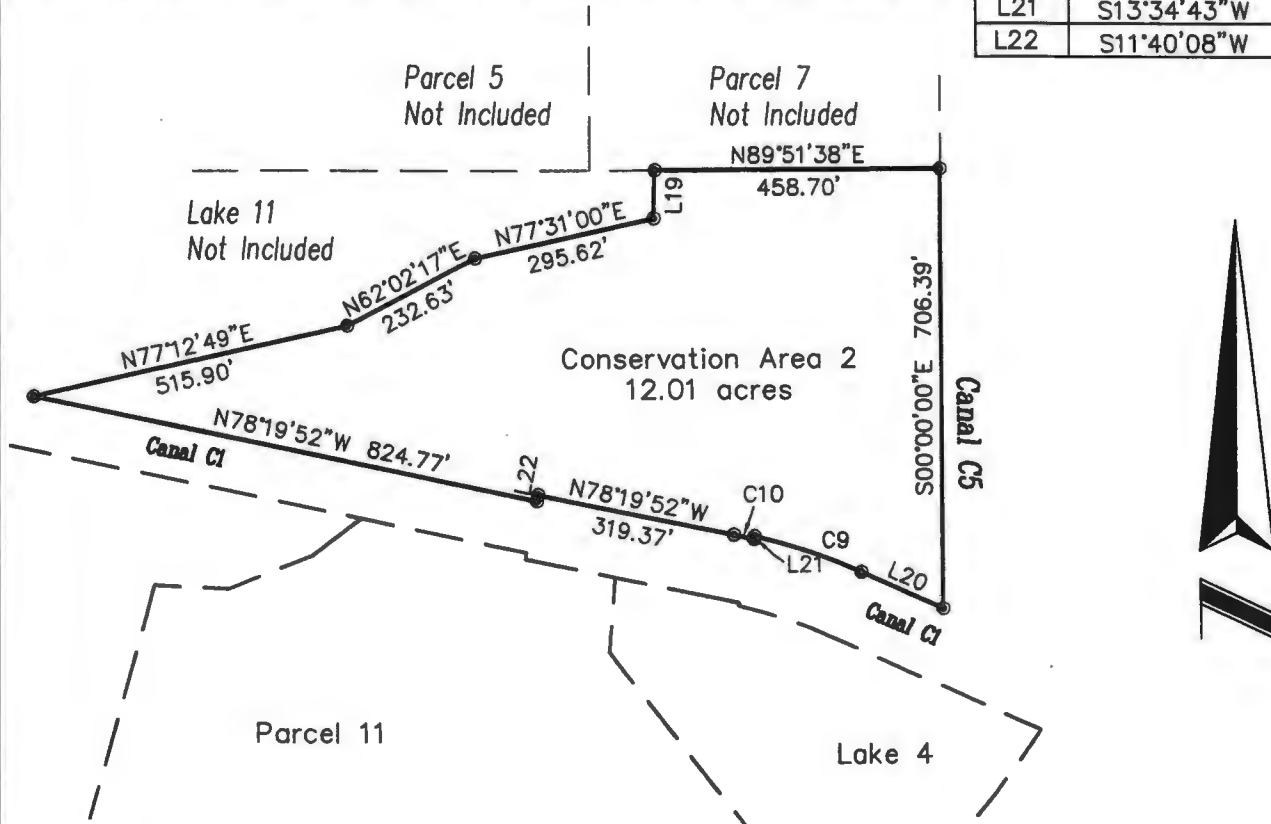 L21 S13°34'43"W
L22 S11°40'08"W
Parcel 5
Not Included
Parcel 7
Not Included
N89°51'38"E
458.70'
L19
Lake 11
Not Included
N77°31'00"E
295.62'
N62°02'17"E
232.63'
N77°12'49"E
515.90'
Conservation Area 2
12.01 acres
S00°00'00"E 706.39'
Canal C5
N78°19'52"W 824.77'
Canal C1
L22
N78°19'52"W
319.37'
C10
L21
C9
L20
Canal C1
Parcel 11
Lake 4